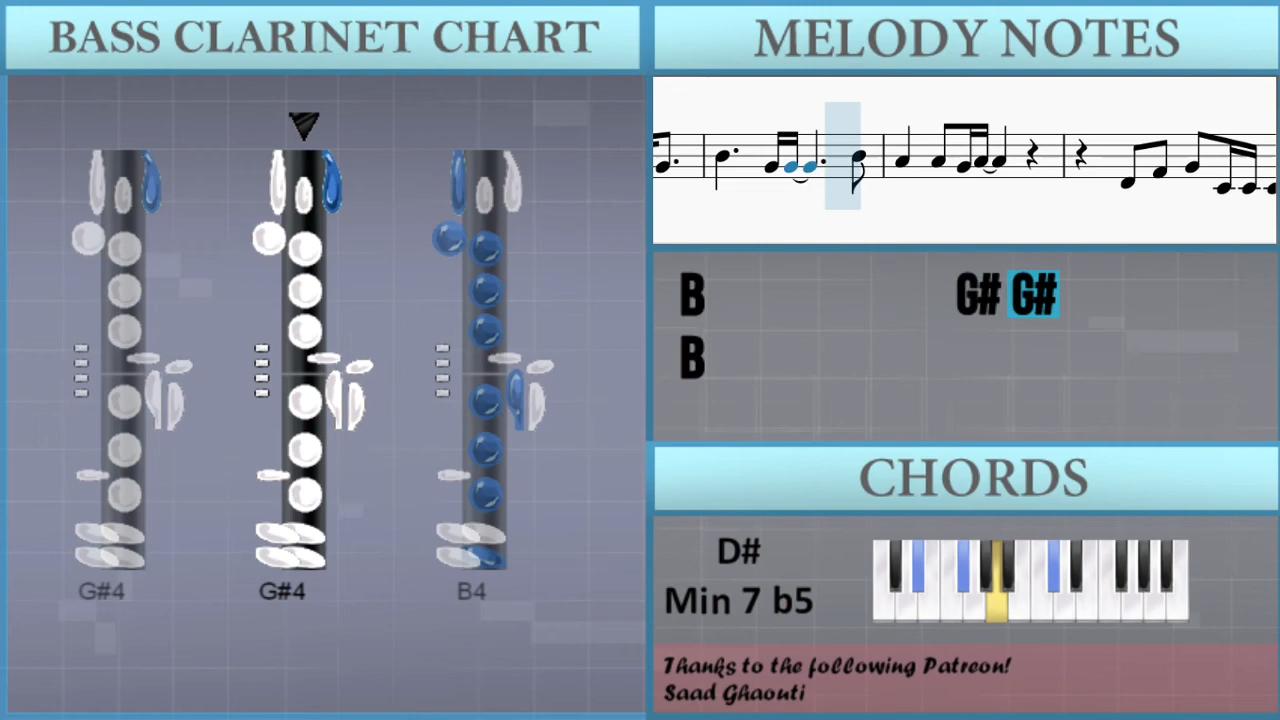 BASS CLARINET CHART
MELODY NOTES
B G# G#
B
G#4 G#4 B4
CHORDS
D#
Min 7 b5
Thanks to the following Patreon!
Saad Ghaouti